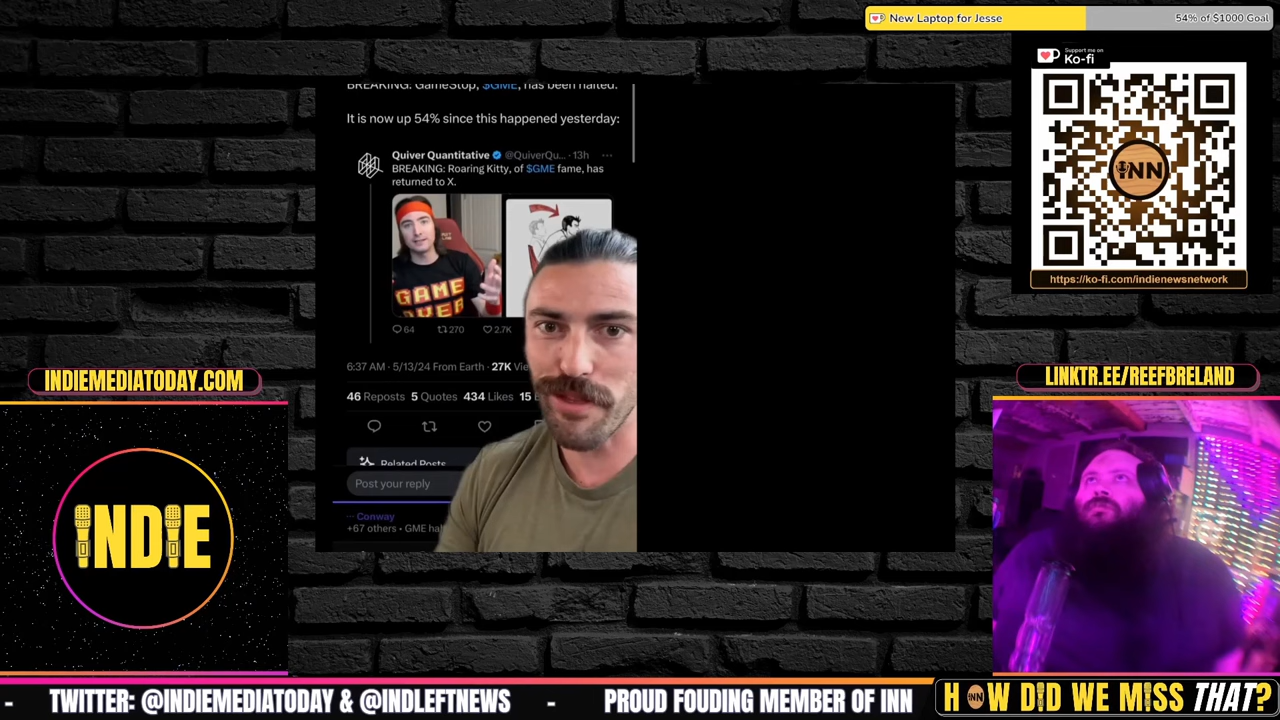 New Laptop for Jesse
54% of $1000 Goal
Support me on
Ko-fi
iNN
https://ko-fi.com/indienewsnetwork
BREAKING: GameStop, $GME, has been halted.
It is now up 54% since this happened yesterday:
Quiver Quantitative @QuiverQu... · 13h ···
BREAKING: Roaring Kitty, of $GME fame, has
returned to X.
GAME
OVER
64 270 2.7K
6:37 AM · 5/13/24 From Earth · 27K
46 Reposts 5 Quotes 434 Likes 15
Related Posts
Post your reply
Conway
+67 others • GME
INDIEMEDIATODAY.COM
INDIE
LINKTR.EE/REEFBRELAND
- TWITTER: @INDIEMEDIATODAY & @INDLEFTNEWS - PROUD FOUDING MEMBER OF INN
HOW DID WE MISS THAT?